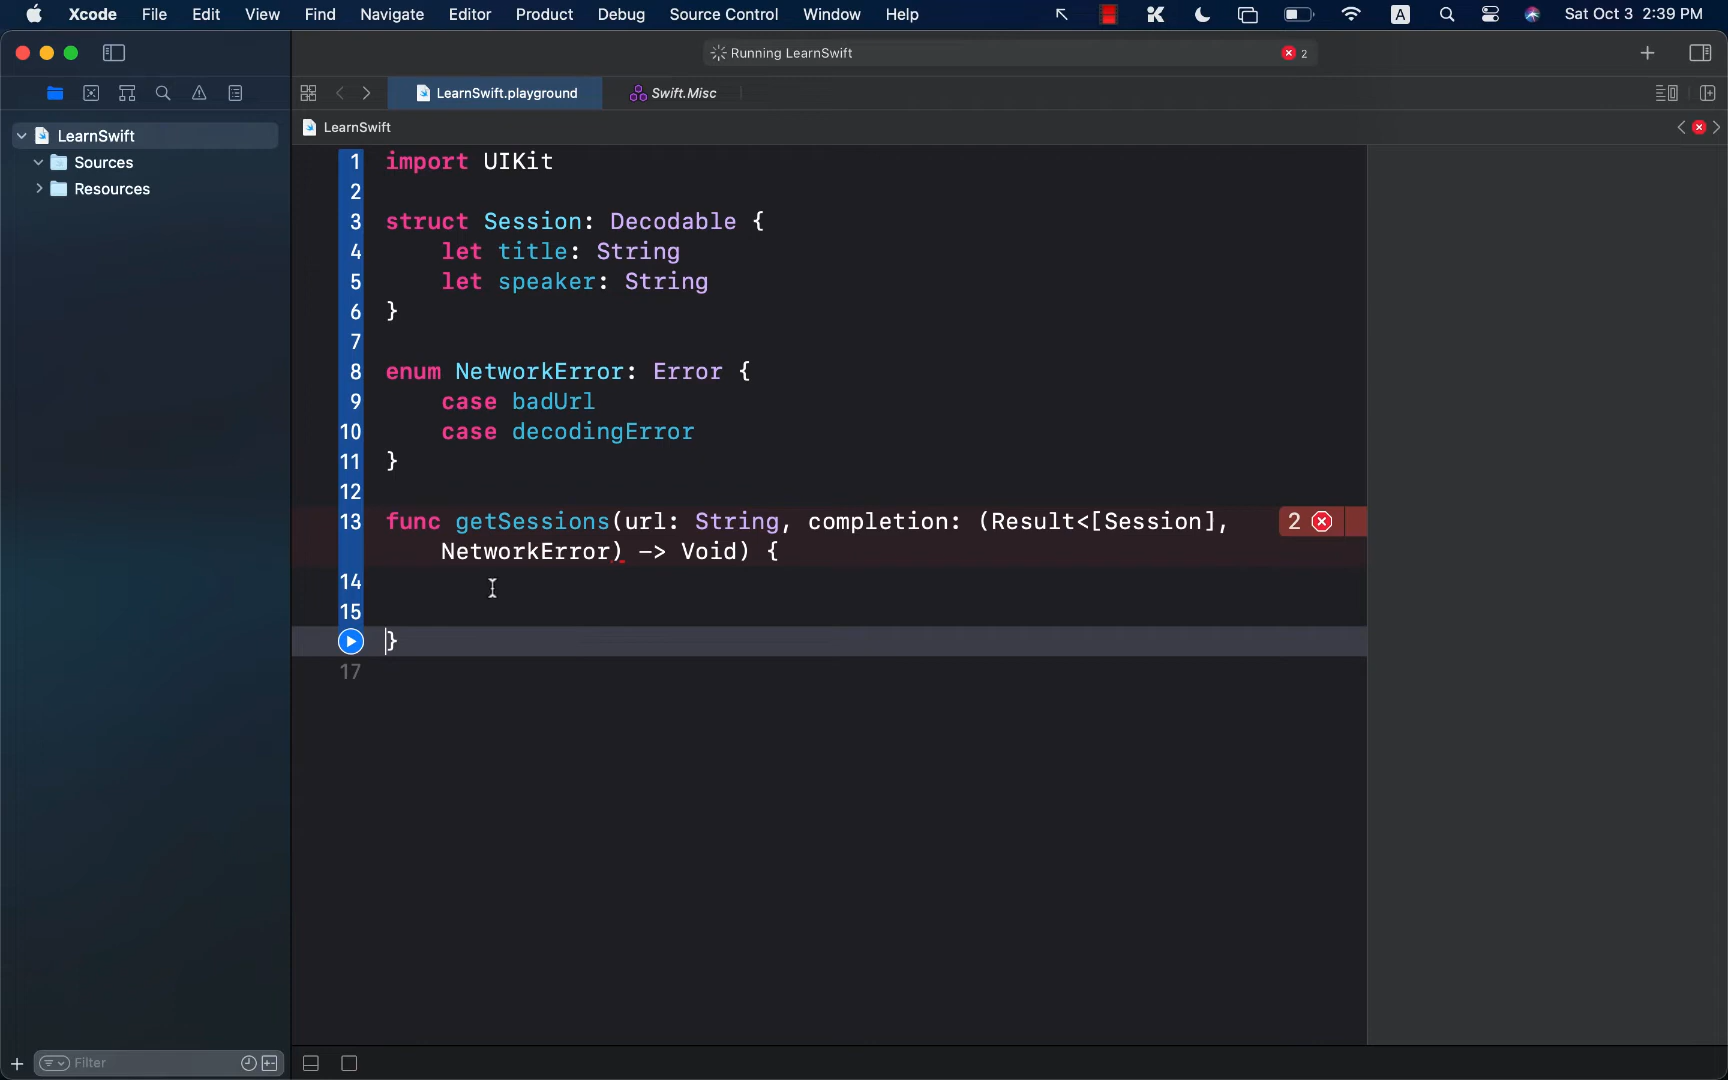 Xcode File Edit View Find Navigate Editor Product Debug Source Control Window Help A Sat Oct 3 2:39 PM
Running LearnSwift 2
LearnSwift.playground Swift.Misc
LearnSwift
LearnSwift
Sources
Resources
1 import UIKit
2
3 struct Session: Decodable {
4 let title: String
5 let speaker: String
6 }
7
8 enum NetworkError: Error {
9 case badUrl
10 case decodingError
11 }
12
13 func getSessions(url: String, completion: (Result<[Session], 2
NetworkError) -> Void) {
14
15
}
17
Filter